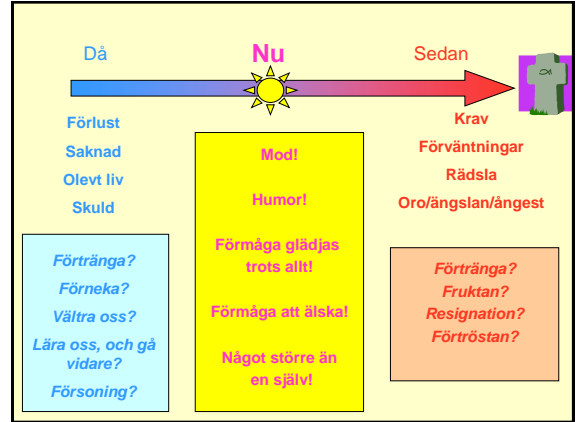 Då
Nu
Sedan
Förlust
Saknad
Olevt liv
Skuld
Mod!
Humor!
Förmåga glädjas
trots allt!
Förmåga att älska!
Något större än
en själv!
Krav
Förväntningar
Rädsla
Oro/ängslan/ångest
Förtränga?
Förneka?
Vältra oss?
Lära oss, och gå
vidare?
Försoning?
Förtränga?
Fruktan?
Resignation?
Förtröstan?